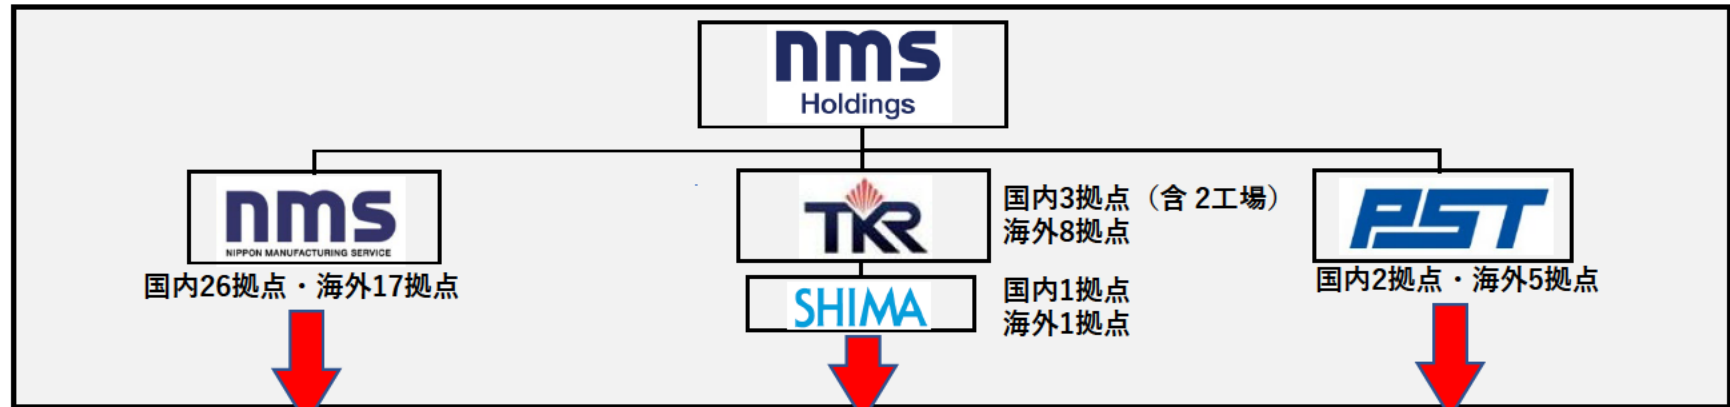 nms
Holdings
nms
NIPPON MANUFACTURING SERVICE
国内26拠点・海外17拠点
TKR
国内3拠点（含 2工場）
海外8拠点
SHIMA
国内1拠点
海外1拠点
PST
国内2拠点・海外5拠点